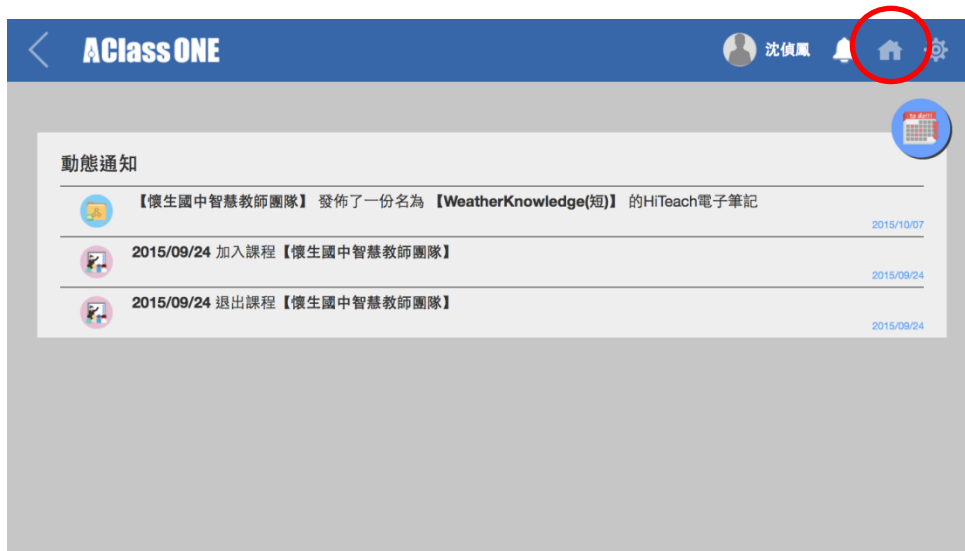 AClass ONE
沈偵鳳
動態通知
【懷生國中智慧教師團隊】 發佈了一份名為 【WeatherKnowledge(短)】 的HiTeach電子筆記
2015/10/07
2015/09/24 加入課程【懷生國中智慧教師團隊】
2015/09/24
2015/09/24 退出課程【懷生國中智慧教師團隊】
2015/09/24